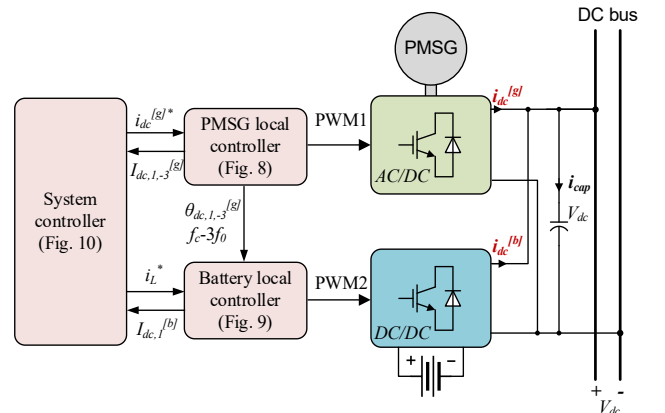 DC bus
PMSG
i_dc^[g]
i_dc^[g]*
PMSG local
controller
(Fig. 8)
PWM1
I_dc,1,-3^[g]
AC/DC
System
controller
(Fig. 10)
i_cap
V_dc
θ_dc,1,-3^[g]
f_c-3f_0
i_dc^[b]
i_L^*
Battery local
controller
(Fig. 9)
PWM2
I_dc,1^[b]
DC/DC
+ -
+ -
V_dc